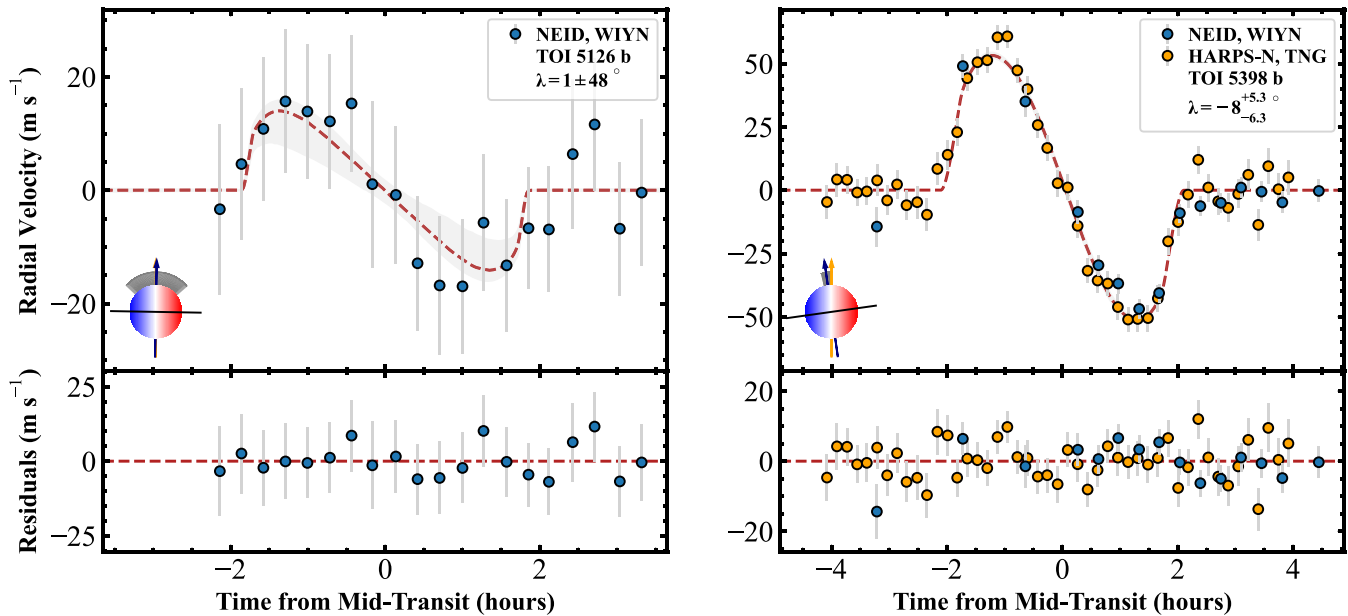 NEID, WIYN
TOI 5126 b
λ = 1 ± 48 °
20
0
−20
Radial Velocity (m s⁻¹)
25
0
−25
Residuals (m s⁻¹)
−2
0
2
Time from Mid-Transit (hours)
NEID, WIYN
HARPS-N, TNG
TOI 5398 b
λ = −8 +5.3 −6.3 °
50
25
0
−25
−50
20
0
−20
−4
−2
0
2
4
Time from Mid-Transit (hours)